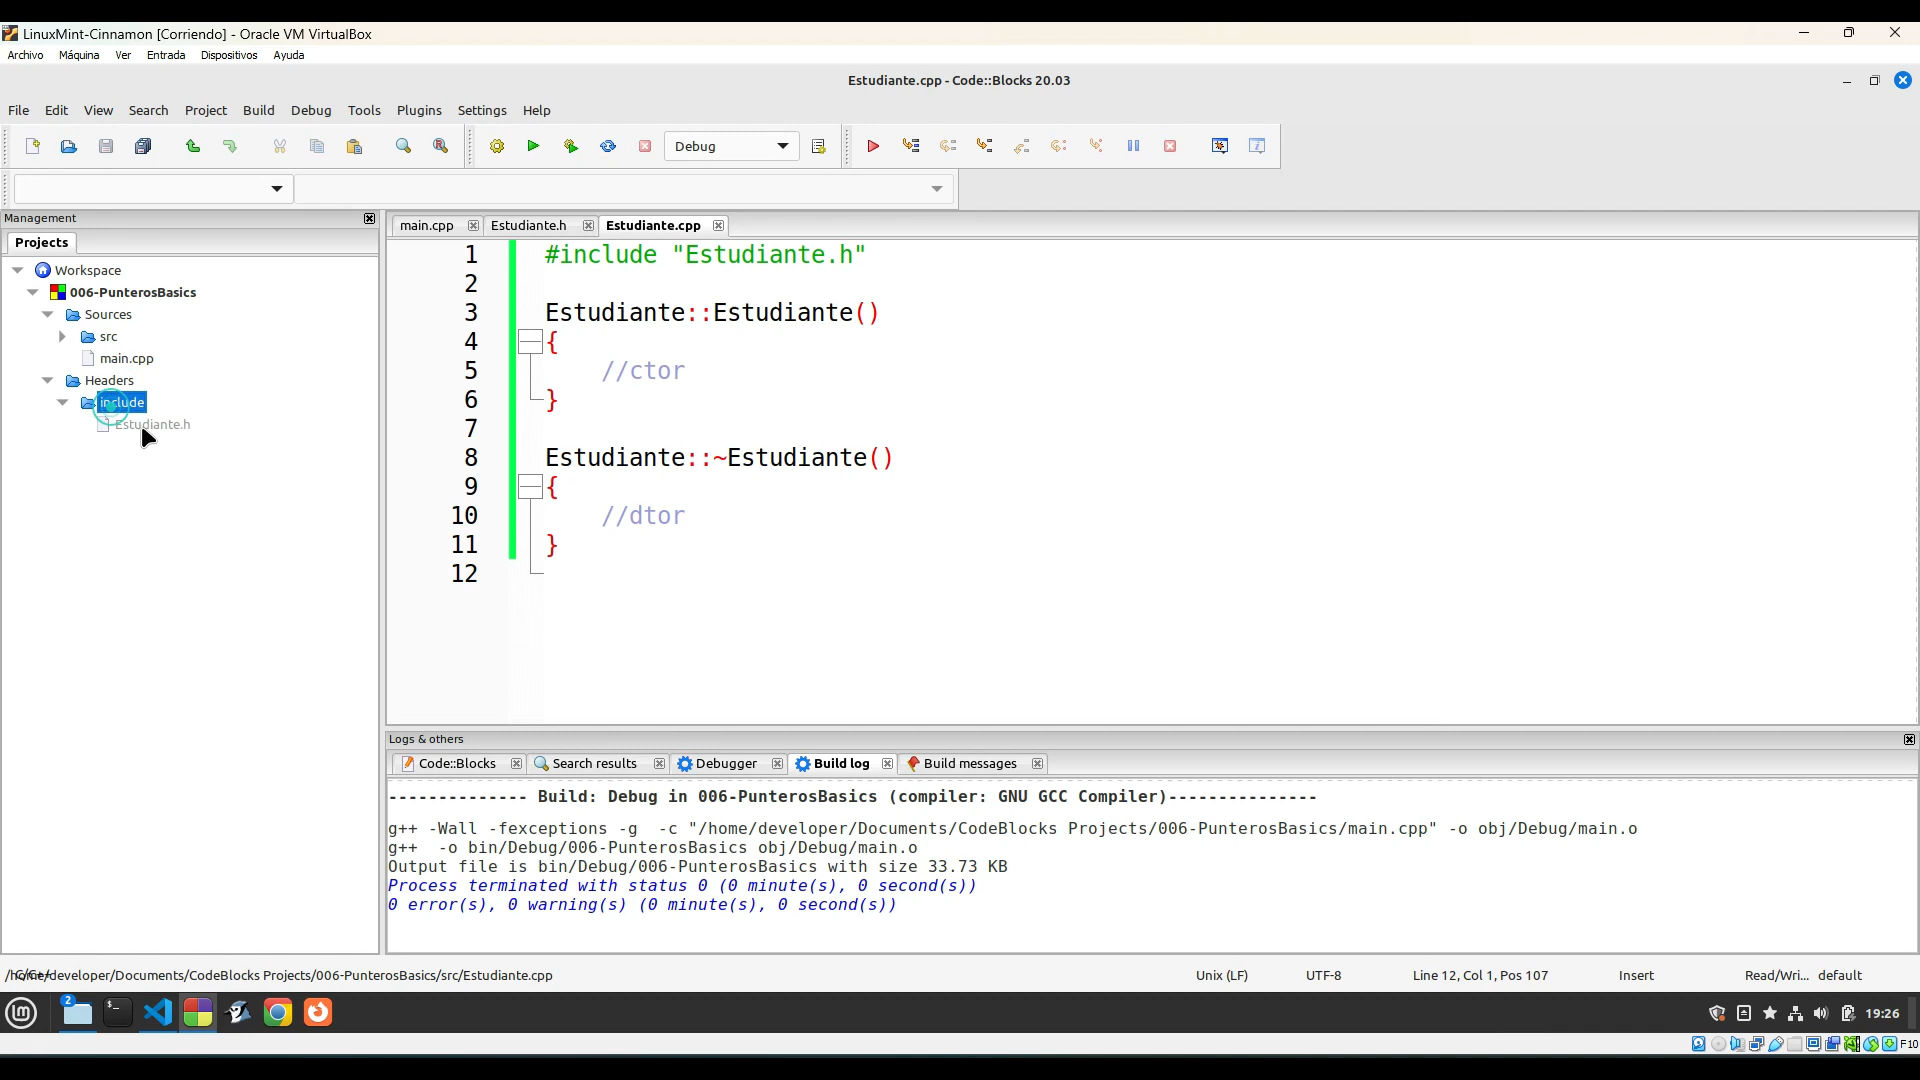 LinuxMint-Cinnamon [Corriendo] - Oracle VM VirtualBox
Archivo Máquina Ver Entrada Dispositivos Ayuda
Estudiante.cpp - Code::Blocks 20.03
File Edit View Search Project Build Debug Tools Plugins Settings Help
Debug
Management
Projects
Workspace
006-PunterosBasics
Sources
src
main.cpp
Headers
include
Estudiante.h
main.cpp Estudiante.h Estudiante.cpp
1 #include "Estudiante.h"
2
3 Estudiante::Estudiante()
4 {
5 //ctor
6 }
7
8 Estudiante::~Estudiante()
9 {
10 //dtor
11 }
12
Logs & others
Code::Blocks Search results Debugger Build log Build messages
-------------- Build: Debug in 006-PunterosBasics (compiler: GNU GCC Compiler)---------------
g++ -Wall -fexceptions -g  -c "/home/developer/Documents/CodeBlocks Projects/006-PunterosBasics/main.cpp" -o obj/Debug/main.o
g++  -o bin/Debug/006-PunterosBasics obj/Debug/main.o
Output file is bin/Debug/006-PunterosBasics with size 33.73 KB
Process terminated with status 0 (0 minute(s), 0 second(s))
0 error(s), 0 warning(s) (0 minute(s), 0 second(s))
/home/developer/Documents/CodeBlocks Projects/006-PunterosBasics/src/Estudiante.cpp Unix (LF) UTF-8 Line 12, Col 1, Pos 107 Insert Read/Wri... default
2
19:26
F10